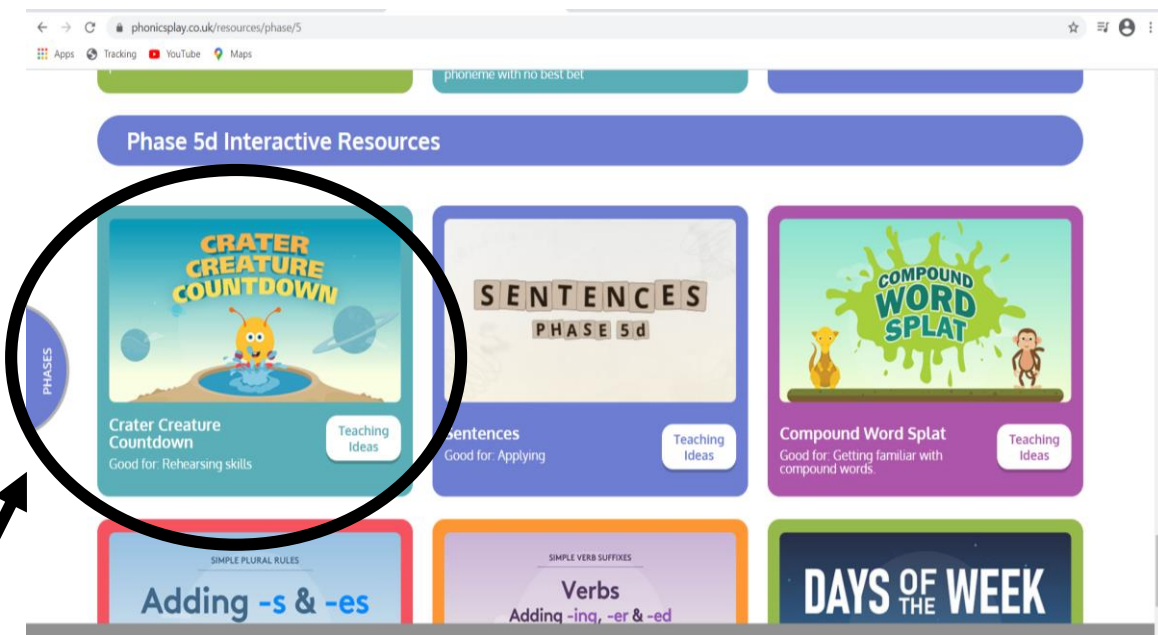 phonicsplay.co.uk/resources/phase/5
Apps Tracking YouTube Maps
phoneme with no best bet
Phase 5d Interactive Resources
PHASES
CRATER
CREATURE
COUNTDOWN
Crater Creature
Countdown
Good for: Rehearsing skills
Teaching
Ideas
SENTENCES
PHASE 5d
Sentences
Good for: Applying
Teaching
Ideas
COMPOUND
WORD
SPLAT
Compound Word Splat
Good for: Getting familiar with
compound words.
Teaching
Ideas
SIMPLE PLURAL RULES
Adding -s & -es
SIMPLE VERB SUFFIXES
Verbs
Adding -ing, -er & -ed
DAYS OF THE WEEK